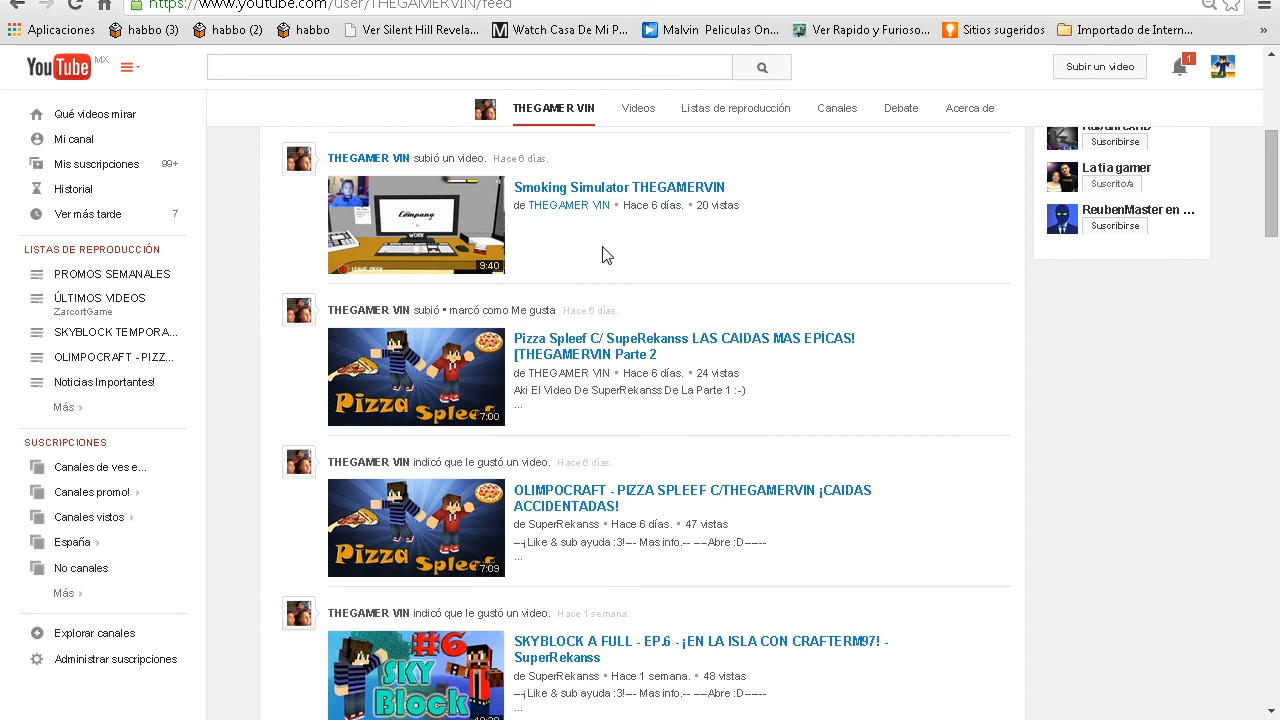 https://www.youtube.com/user/THEGAMERVIN/feed
Aplicaciones habbo (3) habbo habbo Ver Silent Hill Revela... Watch Casa De Mi P... Malvin Películas On... Ver Rapido y Furioso... Sitios sugeridos Importado de Intern... »
YouTube MX
Subir un video
1
THEGAMER VIN Videos Listas de reproducción Canales Debate Acerca de
Qué videos mirar
Mi canal
Mis suscripciones 99+
Historial
Ver más tarde 7
LISTAS DE REPRODUCCIÓN
PROMOS SEMANALES
ÚLTIMOS VIDEOS
ZarcortGame
SKYBLOCK TEMPORA...
OLIMPOCRAFT - PIZZ...
Noticias Importantes!
Más ›
SUSCRIPCIONES
Canales
Canales promo! ›
Canales vistos ›
España ›
No canales
Más ›
Explorar canales
Administrar suscripciones
THEGAMER VIN subió un video. Hace 6 días.
Company
WORK
LEAVE DESK
9:40
Smoking Simulator THEGAMERVIN
de THEGAMER VIN • Hace 6 días. • 20 vistas
THEGAMER VIN subió • marcó como Me gusta Hace 6 días.
Pizza Spleef
7:00
Pizza Spleef C/ SupeRekanss LAS CAIDAS MAS EPÍCAS!
[THEGAMERVIN Parte 2
de THEGAMER VIN • Hace 6 días. • 24 vistas
Aki El Video De SuperRekanss De La Parte 1 :-)
...
THEGAMER VIN indicó que le gustó un video. Hace 6 días.
Pizza Spleef
7:09
OLIMPOCRAFT - PIZZA SPLEEF C/THEGAMERVIN ¡CAIDAS
ACCIDENTADAS!
de SuperRekanss • Hace 6 días. • 47 vistas
---¡Like & sub ayuda :3!--- Mas info.-- ----Abre :D------
...
THEGAMER VIN indicó que le gustó un video. Hace 1 semana.
#6
SKY
Block
SKYBLOCK A FULL - EP.6 - ¡EN LA ISLA CON CRAFTERM97! -
SuperRekanss
de SuperRekanss • Hace 1 semana. • 48 vistas
---¡Like & sub ayuda :3!--- Mas info.-- ----Abre :D------
...
Suscribirse
La tia gamer
Suscrito/a
ReubenMaster en ...
Suscribirse